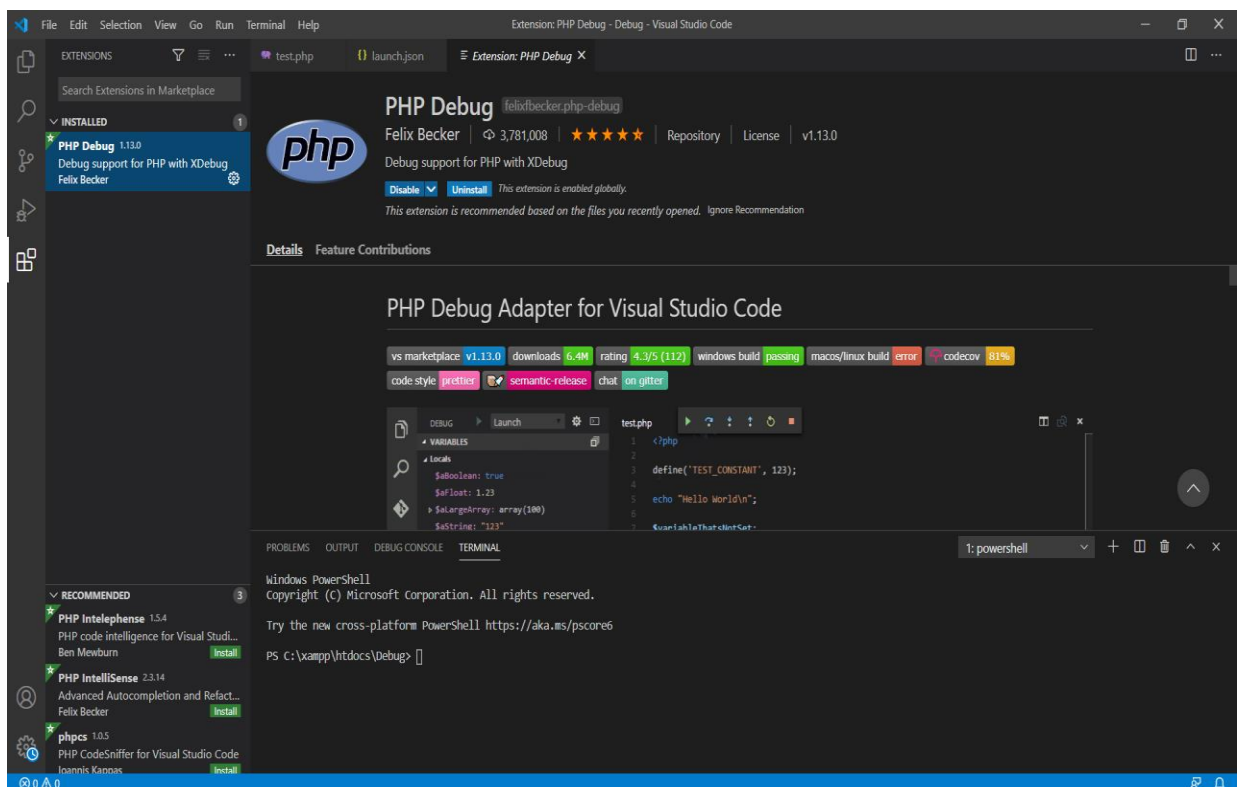 File Edit Selection View Go Run Terminal Help
Extension: PHP Debug - Debug - Visual Studio Code
EXTENSIONS
Search Extensions in Marketplace
INSTALLED 1
PHP Debug 1.13.0
Debug support for PHP with XDebug
Felix Becker
RECOMMENDED 3
PHP Intelephense 1.5.4
PHP code intelligence for Visual Studi...
Ben Mewburn Install
PHP IntelliSense 2.3.14
Advanced Autocompletion and Refact...
Felix Becker Install
phpcs 1.0.5
PHP CodeSniffer for Visual Studio Code
Ioannis Kappas Install
0 0
test.php {} launch.json Extension: PHP Debug
php
PHP Debug felixfbecker.php-debug
Felix Becker 3,781,008 Repository License v1.13.0
Debug support for PHP with XDebug
Disable Uninstall This extension is enabled globally.
This extension is recommended based on the files you recently opened. Ignore Recommendation
Details Feature Contributions
PHP Debug Adapter for Visual Studio Code
vs marketplace v1.13.0 downloads 6.4M rating 4.3/5 (112) windows build passing macos/linux build error codecov 81%
code style prettier semantic-release chat on gitter
DEBUG Launch
VARIABLES
Locals
$aBoolean: true
$aFloat: 1.23
$aLargeArray: array(100)
$aString: "123"
test.php
1 <?php
2
3 define('TEST_CONSTANT', 123);
4
5 echo "Hello World\n";
6
7 $variableThatsNotSet;
PROBLEMS OUTPUT DEBUG CONSOLE TERMINAL 1: powershell
Windows PowerShell
Copyright (C) Microsoft Corporation. All rights reserved.
Try the new cross-platform PowerShell https://aka.ms/pscore6
PS C:\xampp\htdocs\Debug>